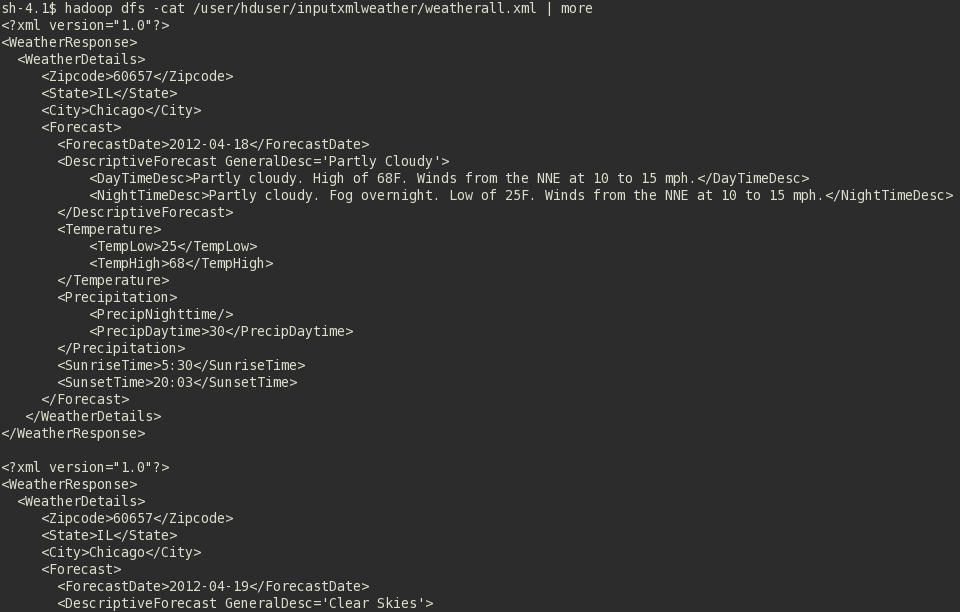 sh-4.1$ hadoop dfs -cat /user/hduser/inputxmlweather/weatherall.xml | more
<?xml version="1.0"?>
<WeatherResponse>
  <WeatherDetails>
     <Zipcode>60657</Zipcode>
     <State>IL</State>
     <City>Chicago</City>
     <Forecast>
       <ForecastDate>2012-04-18</ForecastDate>
       <DescriptiveForecast GeneralDesc='Partly Cloudy'>
           <DayTimeDesc>Partly cloudy. High of 68F. Winds from the NNE at 10 to 15 mph.</DayTimeDesc>
           <NightTimeDesc>Partly cloudy. Fog overnight. Low of 25F. Winds from the NNE at 10 to 15 mph.</NightTimeDesc>
       </DescriptiveForecast>
       <Temperature>
           <TempLow>25</TempLow>
           <TempHigh>68</TempHigh>
       </Temperature>
       <Precipitation>
           <PrecipNighttime/>
           <PrecipDaytime>30</PrecipDaytime>
       </Precipitation>
       <SunriseTime>5:30</SunriseTime>
       <SunsetTime>20:03</SunsetTime>
     </Forecast>
   </WeatherDetails>
</WeatherResponse>

<?xml version="1.0"?>
<WeatherResponse>
  <WeatherDetails>
     <Zipcode>60657</Zipcode>
     <State>IL</State>
     <City>Chicago</City>
     <Forecast>
       <ForecastDate>2012-04-19</ForecastDate>
       <DescriptiveForecast GeneralDesc='Clear Skies'>